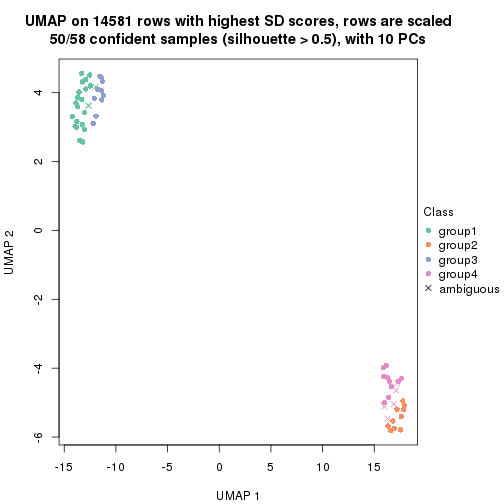 UMAP on 14581 rows with highest SD scores, rows are scaled
50/58 confident samples (silhouette > 0.5), with 10 PCs
4
2
0
-2
-4
-6
UMAP 2
-15
-10
-5
0
5
10
15
UMAP 1
Class
group1
group2
group3
group4
ambiguous